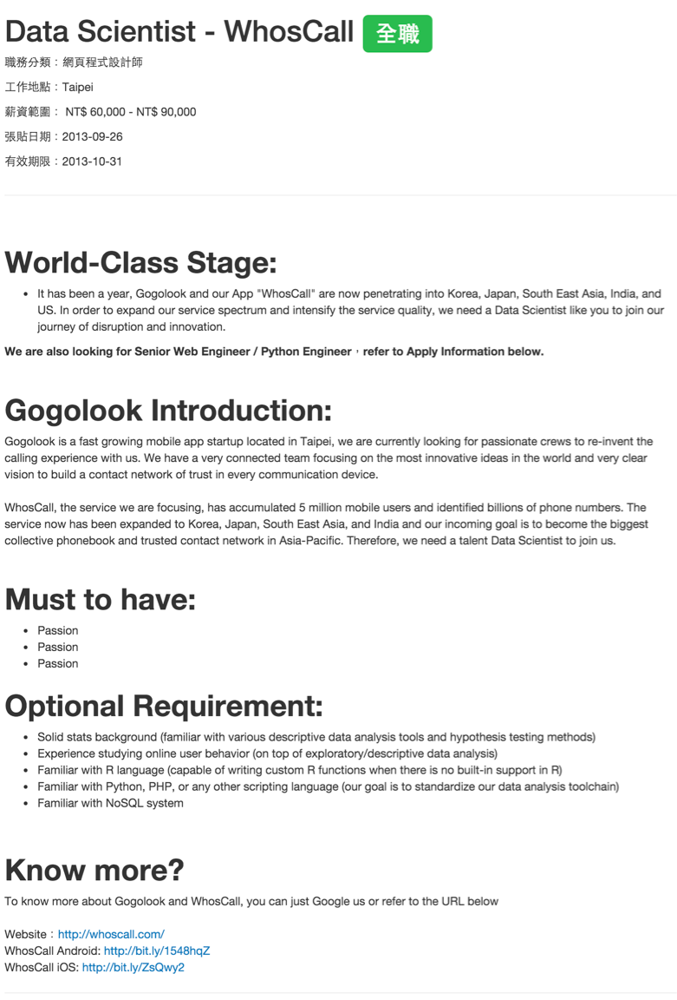 Data Scientist - WhosCall 全職
職務分類：網頁程式設計師
工作地點：Taipei
薪資範圍： NT$ 60,000 - NT$ 90,000
張貼日期：2013-09-26
有效期限：2013-10-31
World-Class Stage:
• It has been a year, Gogolook and our App "WhosCall" are now penetrating into Korea, Japan, South East Asia, India, and
US. In order to expand our service spectrum and intensify the service quality, we need a Data Scientist like you to join our
journey of disruption and innovation.
We are also looking for Senior Web Engineer / Python Engineer，refer to Apply Information below.
Gogolook Introduction:
Gogolook is a fast growing mobile app startup located in Taipei, we are currently looking for passionate crews to re-invent the
calling experience with us. We have a very connected team focusing on the most innovative ideas in the world and very clear
vision to build a contact network of trust in every communication device.
WhosCall, the service we are focusing, has accumulated 5 million mobile users and identified billions of phone numbers. The
service now has been expanded to Korea, Japan, South East Asia, and India and our incoming goal is to become the biggest
collective phonebook and trusted contact network in Asia-Pacific. Therefore, we need a talent Data Scientist to join us.
Must to have:
• Passion
• Passion
• Passion
Optional Requirement:
• Solid stats background (familiar with various descriptive data analysis tools and hypothesis testing methods)
• Experience studying online user behavior (on top of exploratory/descriptive data analysis)
• Familiar with R language (capable of writing custom R functions when there is no built-in support in R)
• Familiar with Python, PHP, or any other scripting language (our goal is to standardize our data analysis toolchain)
• Familiar with NoSQL system
Know more?
To know more about Gogolook and WhosCall, you can just Google us or refer to the URL below
Website：http://whoscall.com/
WhosCall Android: http://bit.ly/1548hqZ
WhosCall iOS: http://bit.ly/ZsQwy2